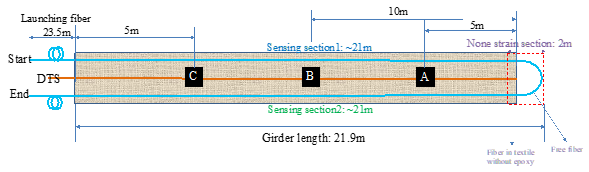 10m
Launching fiber
23.5m
5m
5m
Sensing section1: ~21m
None strain section: 2m
Start
DTS
C
B
A
End
Sensing section2: ~21m
Girder length: 21.9m
Fiber in textile
without epoxy
Free fiber